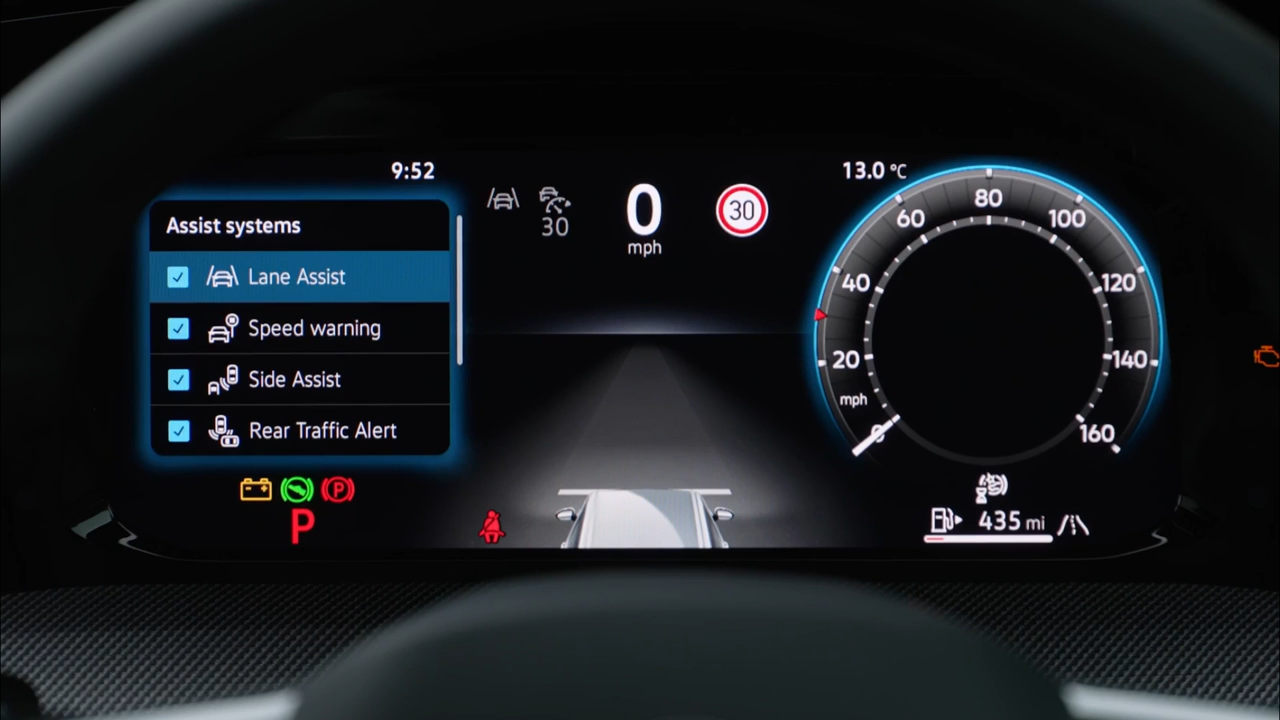 9:52
13.0 °C
Assist systems
Lane Assist
Speed warning
Side Assist
Rear Traffic Alert
30
0
mph
30
0
20
40
60
80
100
120
140
160
mph
P
P
435 mi